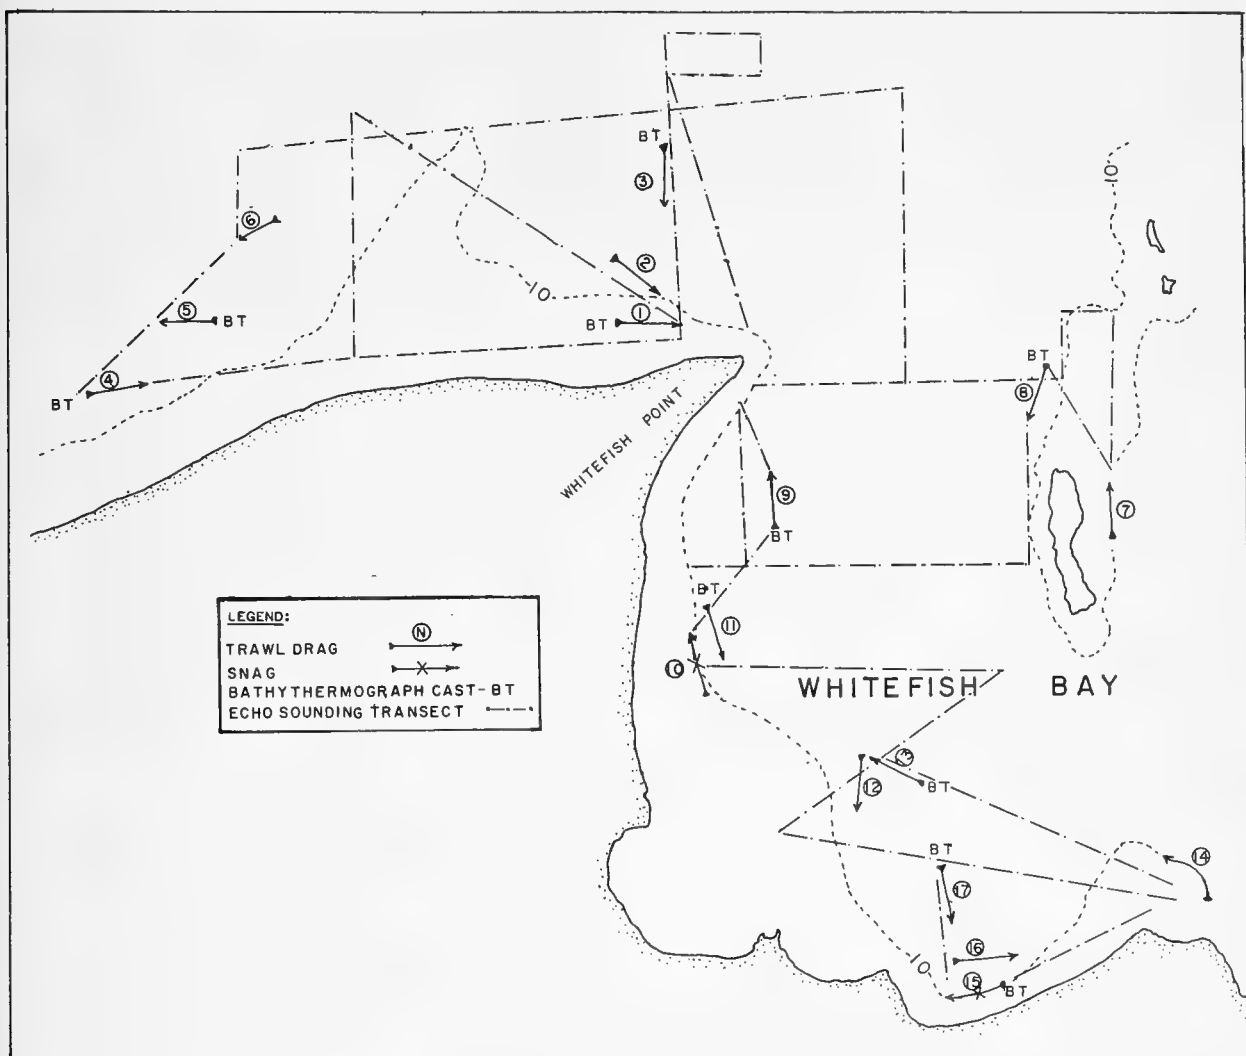 BT
3
6
2
10
5
BT
BT
1
4
BT
10
BT
8
WHITEFISH POINT
9
BT
7
BT
11
10
LEGEND:
TRAWL DRAG N
SNAG X
BATHYTHERMOGRAPH CAST-BT
ECHO SOUNDING TRANSECT
WHITEFISH BAY
13
12
BT
BT
14
17
16
10
15
BT